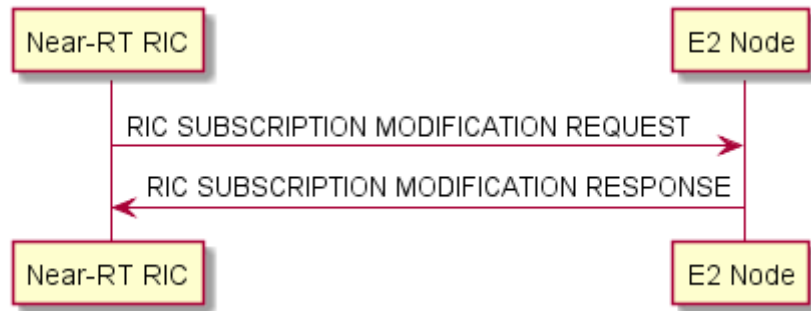 Near-RT RIC
E2 Node
RIC SUBSCRIPTION MODIFICATION REQUEST
RIC SUBSCRIPTION MODIFICATION RESPONSE
Near-RT RIC
E2 Node